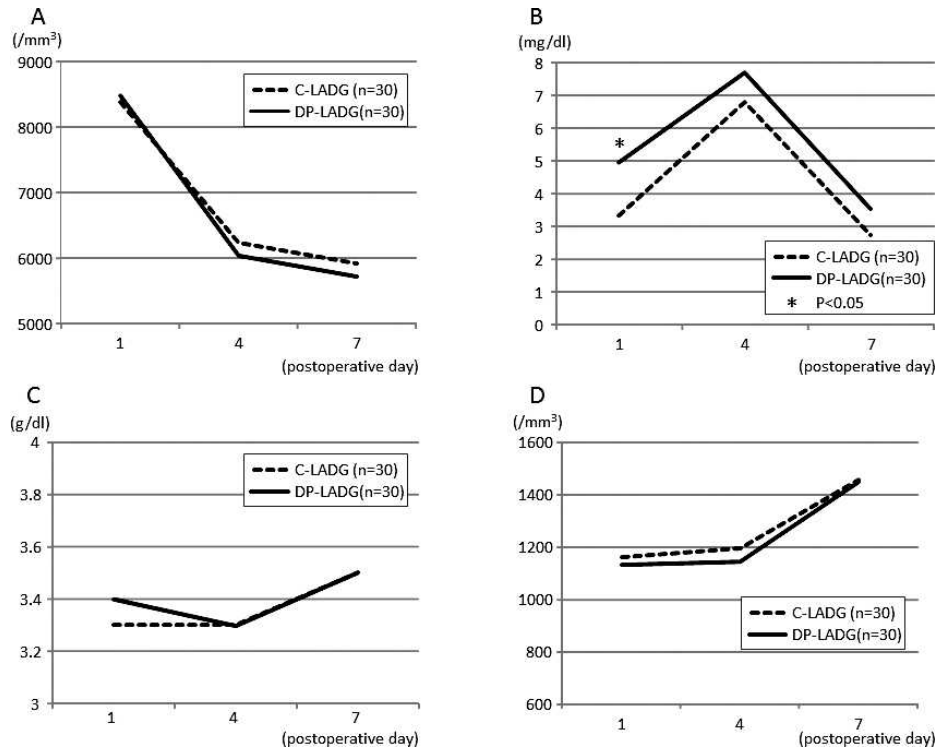 A
(/mm³)
9000
8000
7000
6000
5000
C-LADG (n=30)
DP-LADG(n=30)
1 4 7
(postoperative day)
B
(mg/dl)
8
7
6
5
4
3
2
1
0
*
C-LADG (n=30)
DP-LADG(n=30)
* P<0.05
1 4 7
(postoperative day)
C
(g/dl)
4
3.8
3.6
3.4
3.2
3
C-LADG (n=30)
DP-LADG(n=30)
1 4 7
(postoperative day)
D
(/mm³)
1600
1400
1200
1000
800
600
C-LADG (n=30)
DP-LADG(n=30)
1 4 7
(postoperative day)